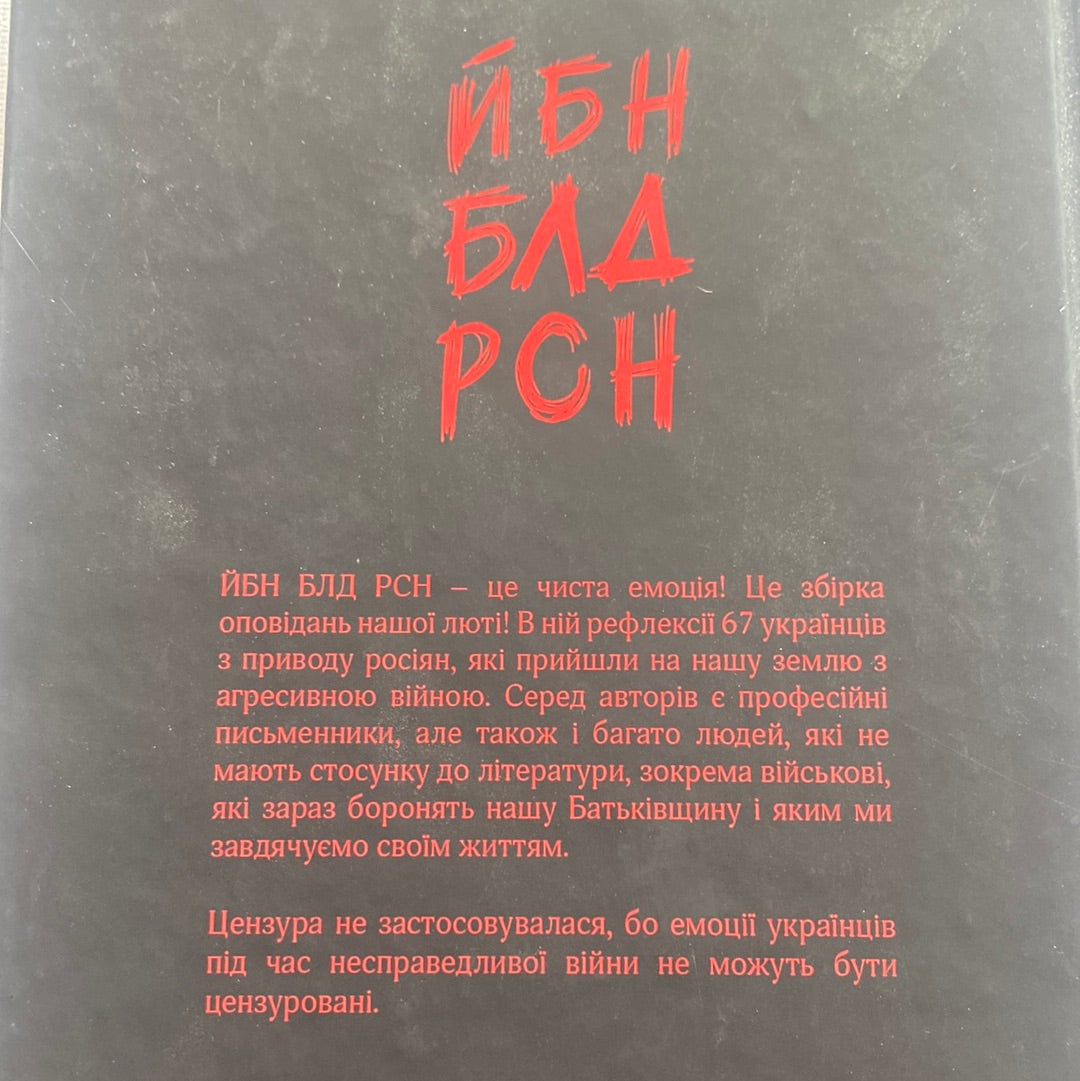 ЙБН
БЛД
РСН
ЙБН БЛД РСН – це чиста емоція! Це збірка
оповідань нашої люті! В ній рефлексії 67 українців
з приводу росіян, які прийшли на нашу землю з
агресивною війною. Серед авторів є професійні
письменники, але також і багато людей, які не
мають стосунку до літератури, зокрема військові,
які зараз боронять нашу Батьківщину і яким ми
завдячуємо своїм життям.
Цензура не застосовувалася, бо емоції українців
під час несправедливої війни не можуть бути
цензуровані.